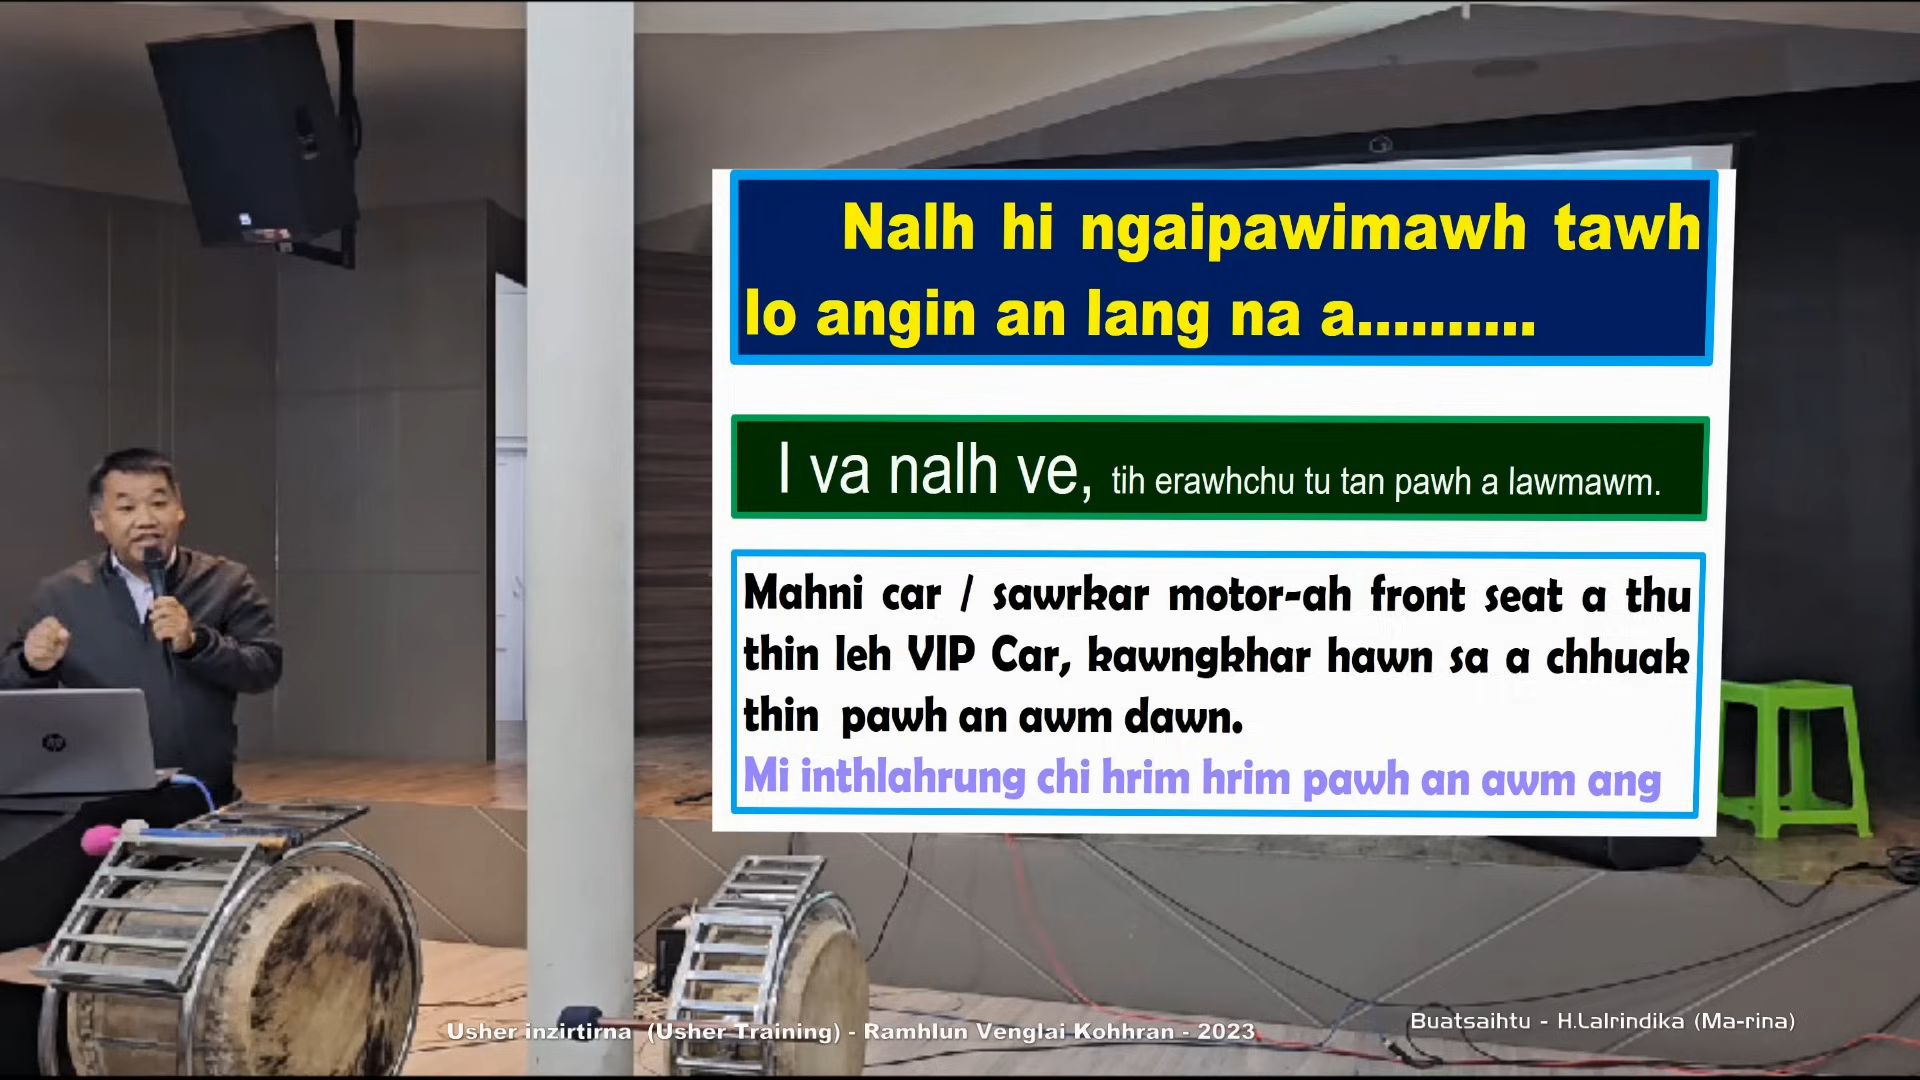 Nalh hi ngaipawimawh tawh
lo angin an lang na a..........
I va nalh ve, tih erawhchu tu tan pawh a lawmawm.
Mahni car / sawrkar motor-ah front seat a thu
thin leh VIP Car, kawngkhar hawn sa a chhuak
thin pawh an awm dawn.
Mi inthlahrung chi hrim hrim pawh an awm ang
hp
Usher inzirtirna (Usher Training) - Ramhlun Venglai Kohhran - 2023
Buatsaihtu - H.Lalrindika (Ma-rina)